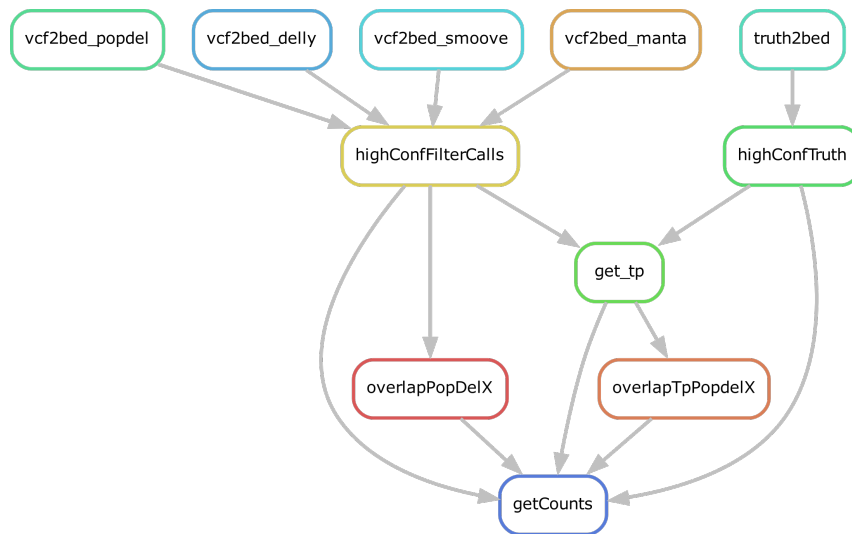 vcf2bed_popdel
vcf2bed_delly
vcf2bed_smoove
vcf2bed_manta
truth2bed
highConfFilterCalls
highConfTruth
get_tp
overlapPopDelX
overlapTpPopdelX
getCounts